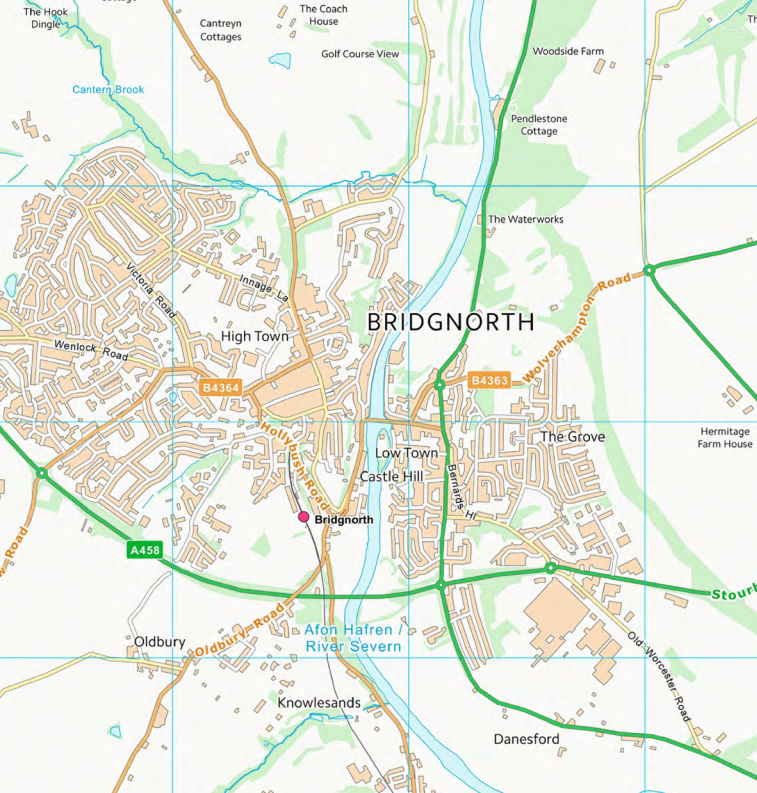 The Hook
Dingle
Cantreyn
Cottages
The Coach
House
Golf Course View
Woodside Farm
Cantern Brook
Pendlestone
Cottage
The Waterworks
Victoria Road
Innage La
BRIDGNORTH
Wolverhampton Road
High Town
Wenlock Road
B4364
B4363
Hollybush Road
The Grove
Hermitage
Farm House
Low Town
Castle Hill
Bernards Hl
Bridgnorth
A458
Oldbury Road
Afon Hafren /
River Severn
Oldbury
Old Worcester Road
Knowlesands
Danesford